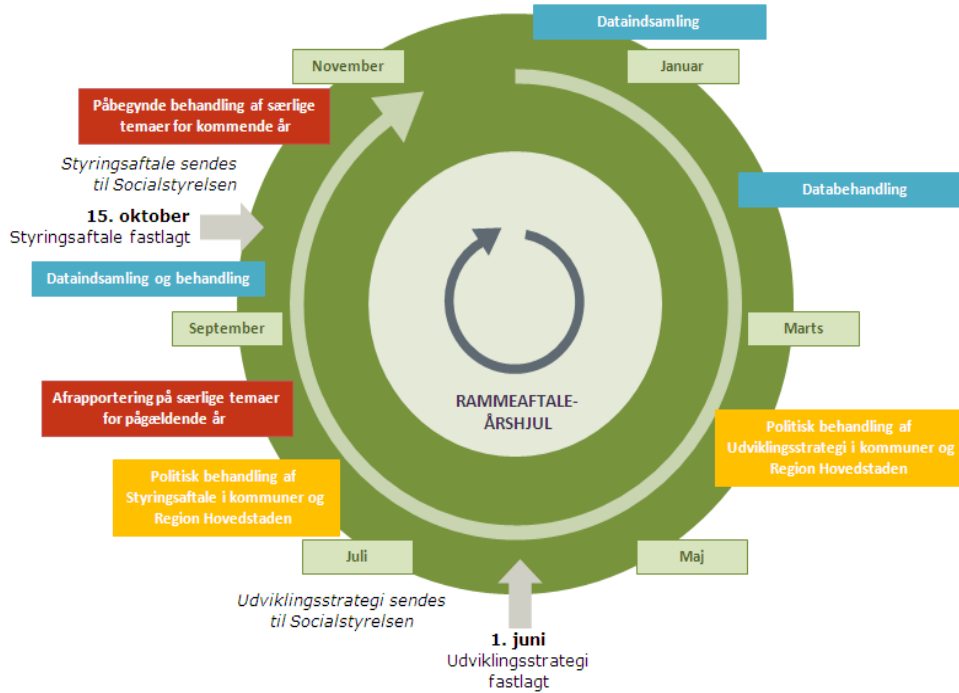 Dataindsamling
November
Januar
Påbegynde behandling af særlige
temaer for kommende år
Styringsaftale sendes
til Socialstyrelsen
Databehandling
15. oktober
Styringsaftale fastlagt
Dataindsamling og behandling
September
Marts
Afrapportering på særlige temaer
for pågældende år
RAMMEAFTALE-
ÅRSHJUL
Politisk behandling af
Udviklingsstrategi i kommuner og
Region Hovedstaden
Politisk behandling af
Styringsaftale i kommuner og
Region Hovedstaden
Juli
Maj
Udviklingsstrategi sendes
til Socialstyrelsen
1. juni
Udviklingsstrategi
fastlagt